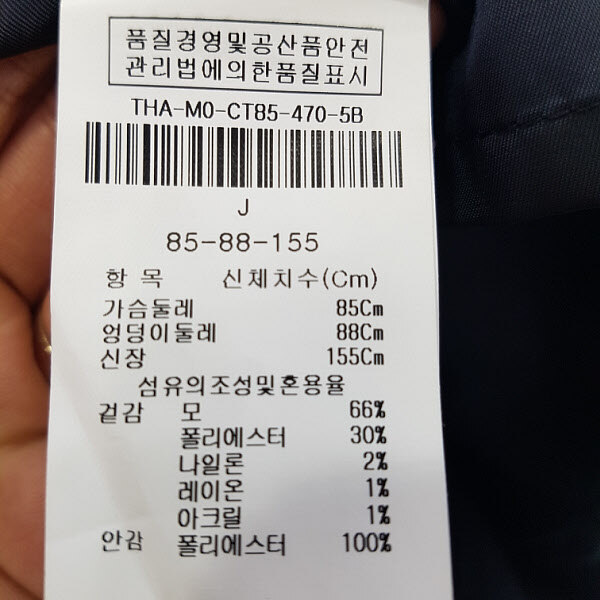 품질경영및공산품안전
관리법에의한품질표시
THA-M0-CT85-470-5B
J
85-88-155
항 목 신체치수(Cm)
가슴둘레 85Cm
엉덩이둘레 88Cm
신장 155Cm
섬유의조성및혼용율
겉감 모 66%
폴리에스터 30%
나일론 2%
레이온 1%
아크릴 1%
안감 폴리에스터 100%